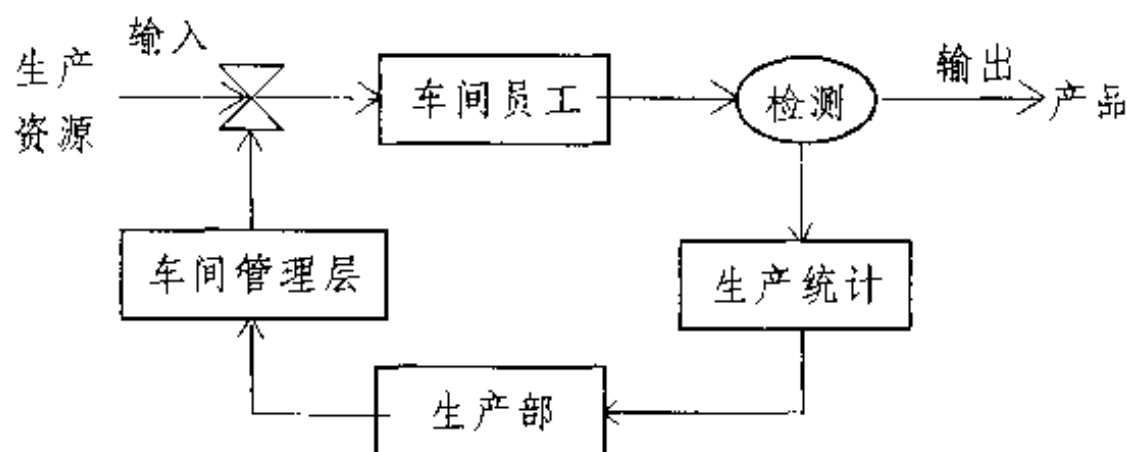 输入
生产
资源
车间员工
检测
输出
产品
车间管理层
生产统计
生产部